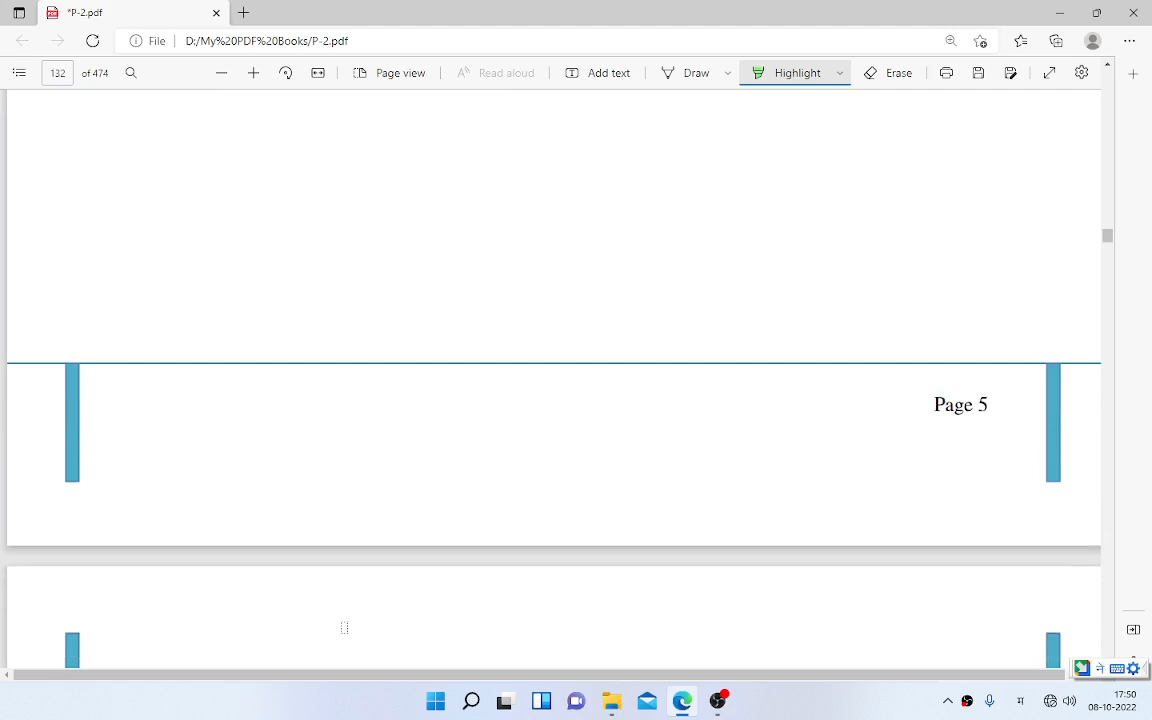 *P-2.pdf
File D:/My%20PDF%20Books/P-2.pdf
132 of 474 Page view Read aloud Add text Draw Highlight Erase
Page 5
ने
म 17:50
08-10-2022